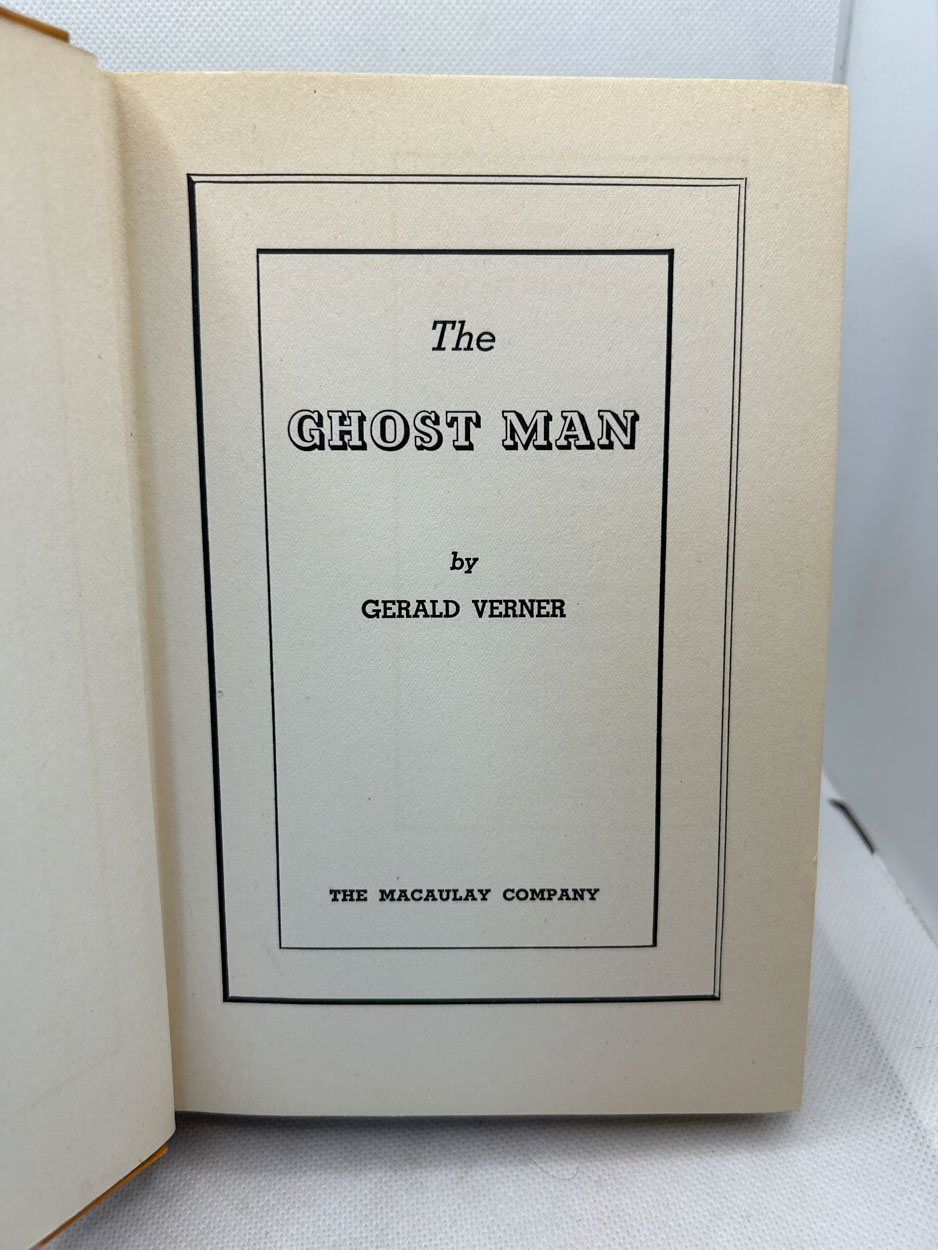 The
GHOST MAN
by
GERALD VERNER
THE MACAULAY COMPANY